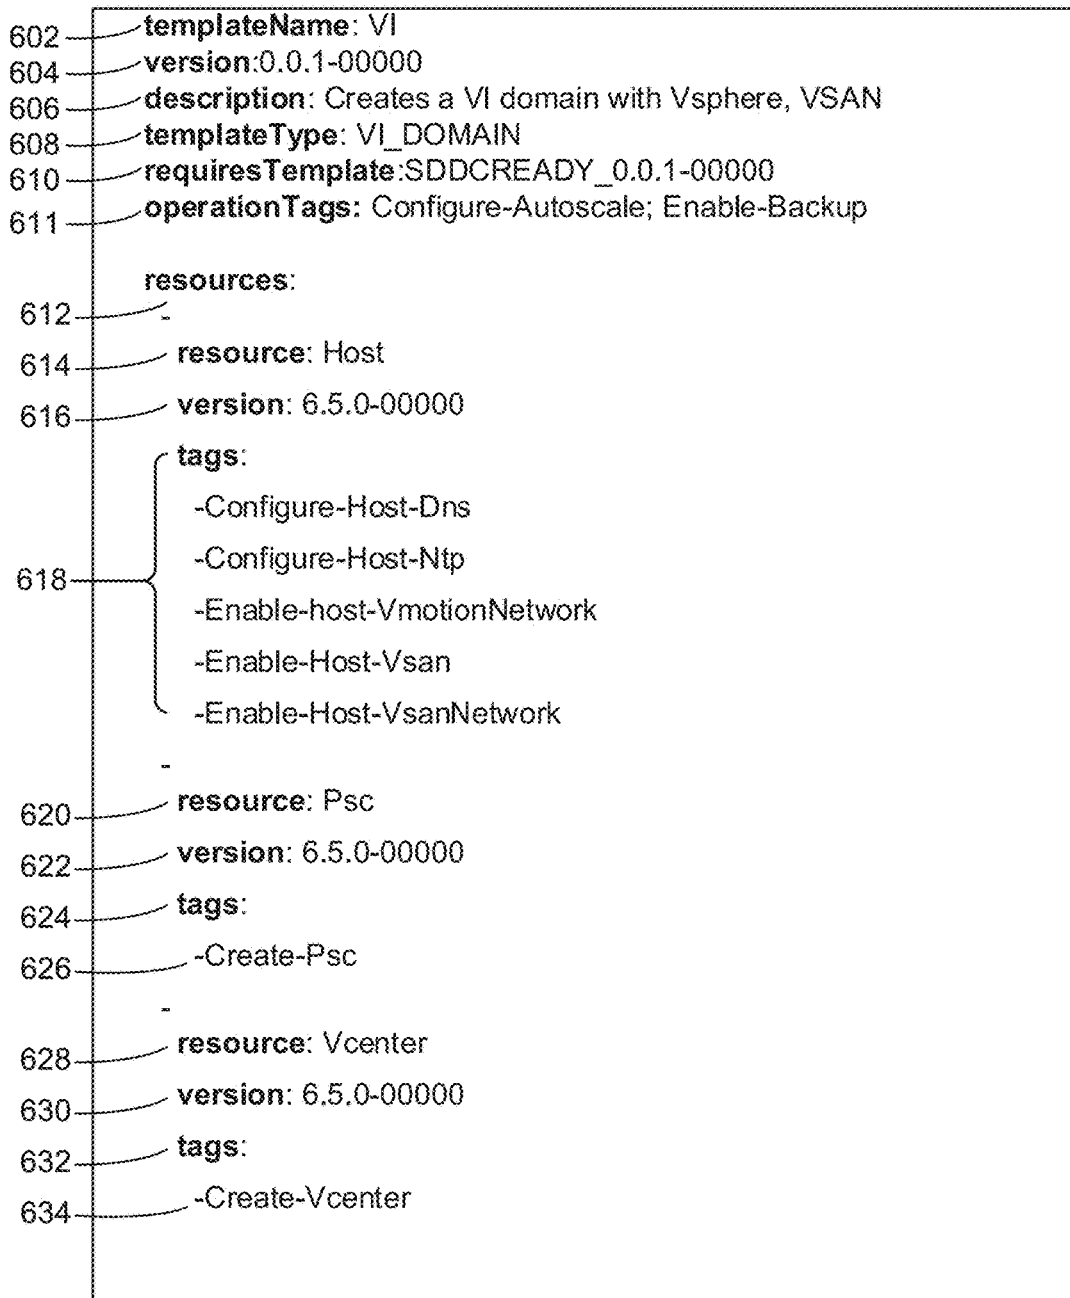 602 templateName: VI
604 version:0.0.1-00000
606 description: Creates a VI domain with Vsphere, VSAN
608 templateType: VI_DOMAIN
610 requiresTemplate:SDDCREADY_0.0.1-00000
611 operationTags: Configure-Autoscale; Enable-Backup
resources:
612 -
614 resource: Host
616 version: 6.5.0-00000
tags:
-Configure-Host-Dns
-Configure-Host-Ntp
618
-Enable-host-VmotionNetwork
-Enable-Host-Vsan
-Enable-Host-VsanNetwork
-
620 resource: Psc
622 version: 6.5.0-00000
624 tags:
626 -Create-Psc
-
628 resource: Vcenter
630 version: 6.5.0-00000
632 tags:
634 -Create-Vcenter